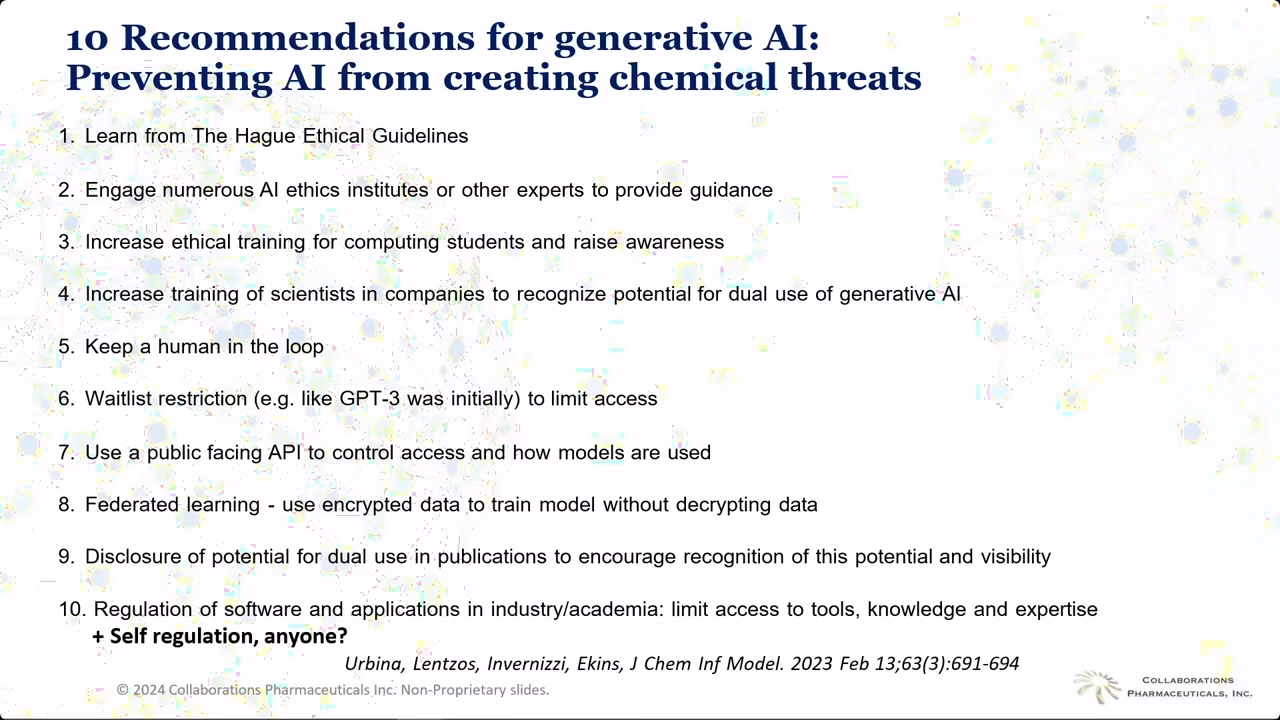 10 Recommendations for generative AI:
Preventing AI from creating chemical threats
1. Learn from The Hague Ethical Guidelines
2. Engage numerous AI ethics institutes or other experts to provide guidance
3. Increase ethical training for computing students and raise awareness
4. Increase training of scientists in companies to recognize potential for dual use of generative AI
5. Keep a human in the loop
6. Waitlist restriction (e.g. like GPT-3 was initially) to limit access
7. Use a public facing API to control access and how models are used
8. Federated learning - use encrypted data to train model without decrypting data
9. Disclosure of potential for dual use in publications to encourage recognition of this potential and visibility
10. Regulation of software and applications in industry/academia: limit access to tools, knowledge and expertise
+ Self regulation, anyone?
Urbina, Lentzos, Invernizzi, Ekins, J Chem Inf Model. 2023 Feb 13;63(3):691-694
© 2024 Collaborations Pharmaceuticals Inc. Non-Proprietary slides.
COLLABORATIONS
PHARMACEUTICALS, INC.